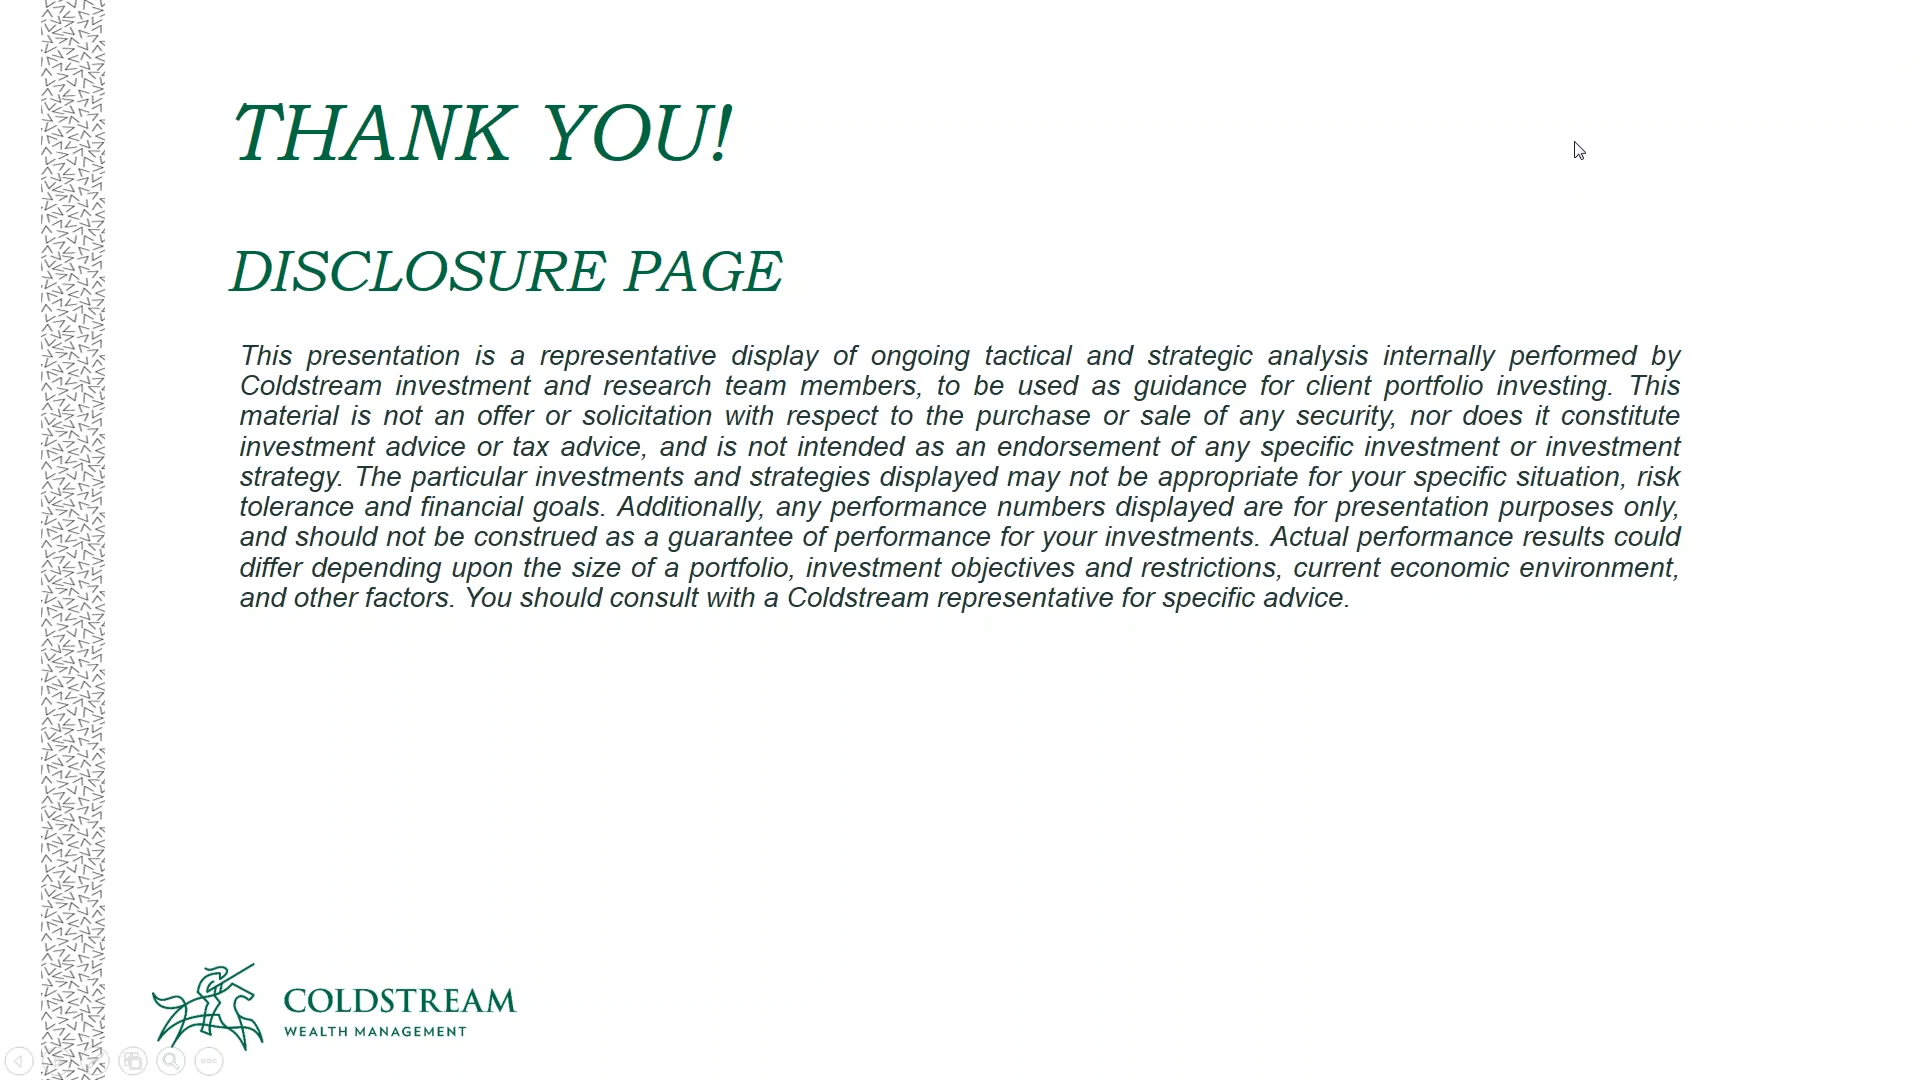 THANK YOU!
DISCLOSURE PAGE
This presentation is a representative display of ongoing tactical and strategic analysis internally performed by
Coldstream investment and research team members, to be used as guidance for client portfolio investing. This
material is not an offer or solicitation with respect to the purchase or sale of any security, nor does it constitute
investment advice or tax advice, and is not intended as an endorsement of any specific investment or investment
strategy. The particular investments and strategies displayed may not be appropriate for your specific situation, risk
tolerance and financial goals. Additionally, any performance numbers displayed are for presentation purposes only,
and should not be construed as a guarantee of performance for your investments. Actual performance results could
differ depending upon the size of a portfolio, investment objectives and restrictions, current economic environment,
and other factors. You should consult with a Coldstream representative for specific advice.
COLDSTREAM
WEALTH MANAGEMENT